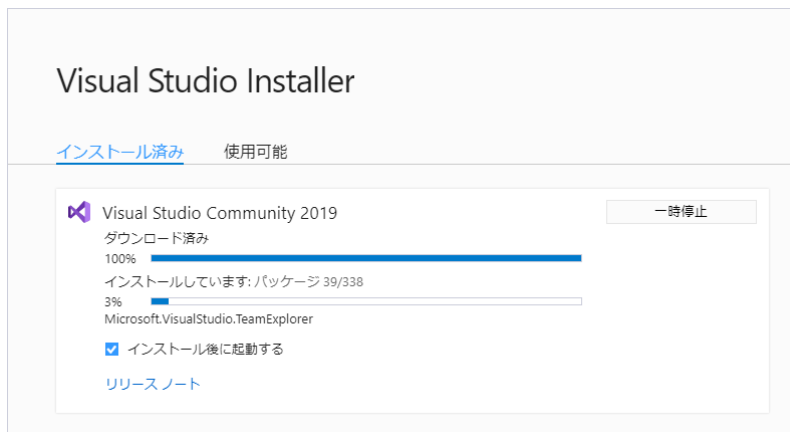 Visual Studio Installer
インストール済み 使用可能
Visual Studio Community 2019 一時停止
ダウンロード済み
100%
インストールしています: パッケージ 39/338
3%
Microsoft.VisualStudio.TeamExplorer
インストール後に起動する
リリース ノート